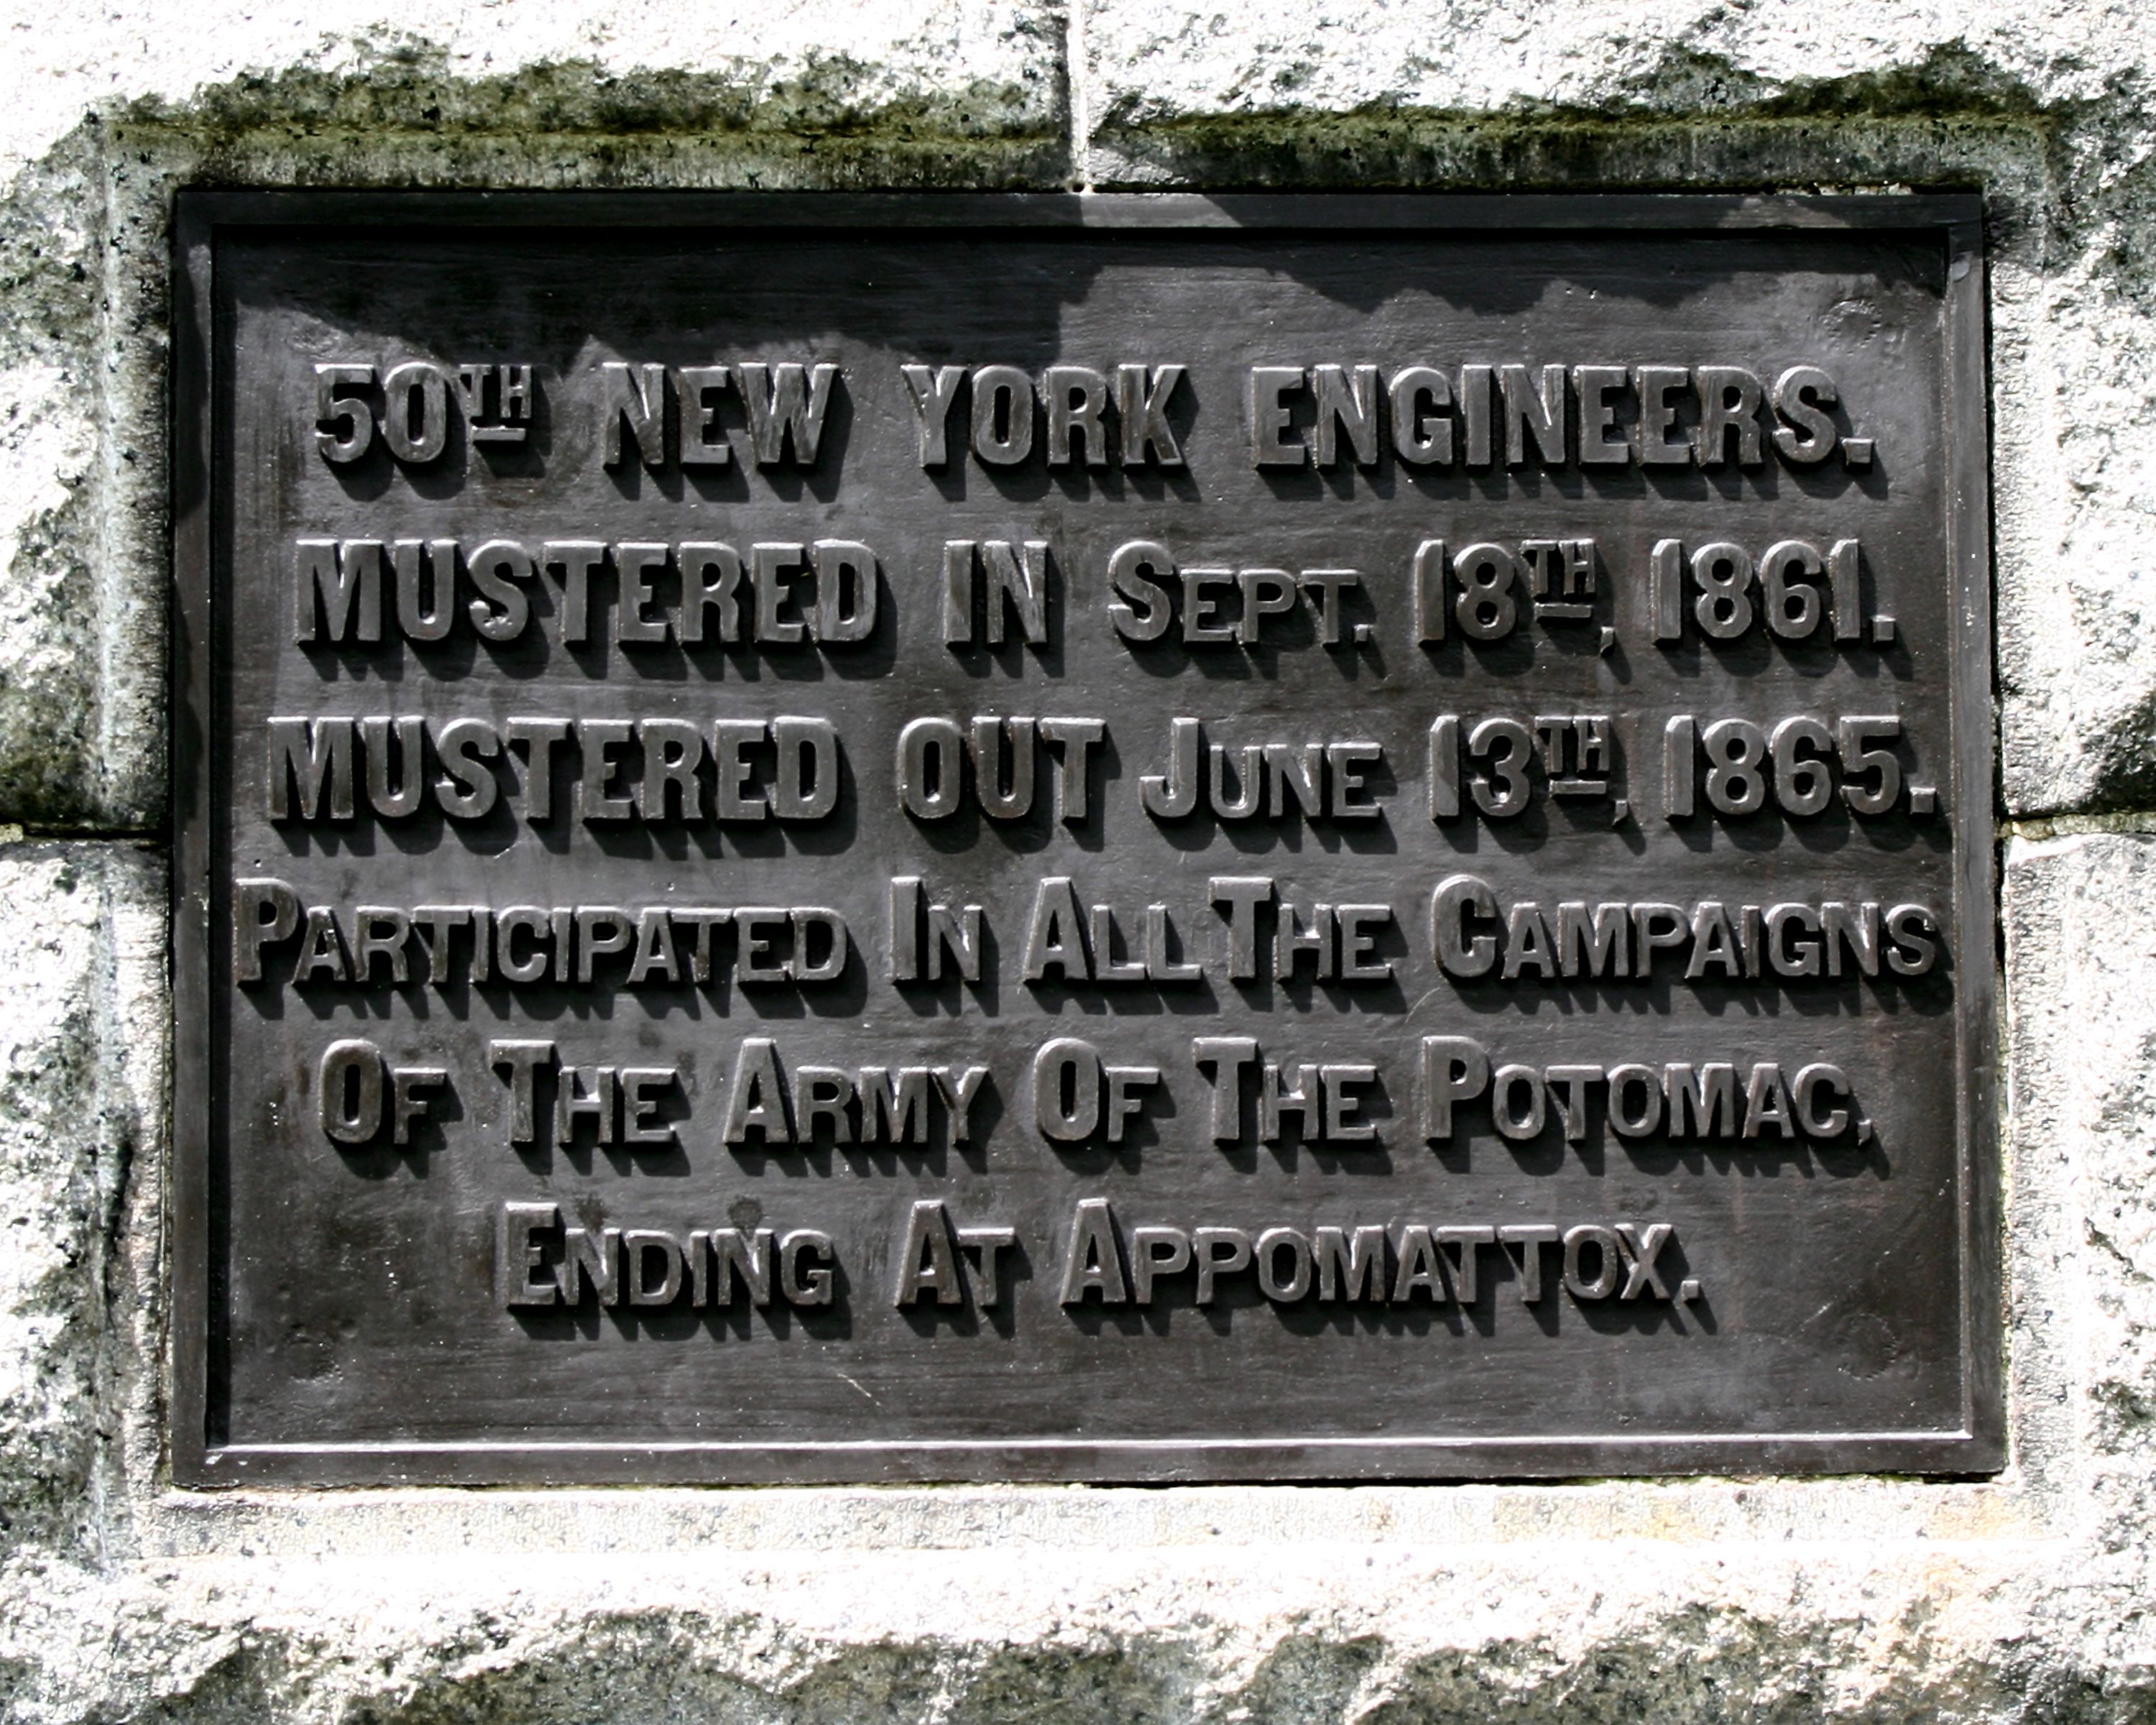 50TH NEW YORK ENGINEERS.
MUSTERED IN SEPT. 18TH, 1861.
MUSTERED OUT JUNE 13TH, 1865.
PARTICIPATED IN ALL THE CAMPAIGNS
OF THE ARMY OF THE POTOMAC,
ENDING AT APPOMATTOX.